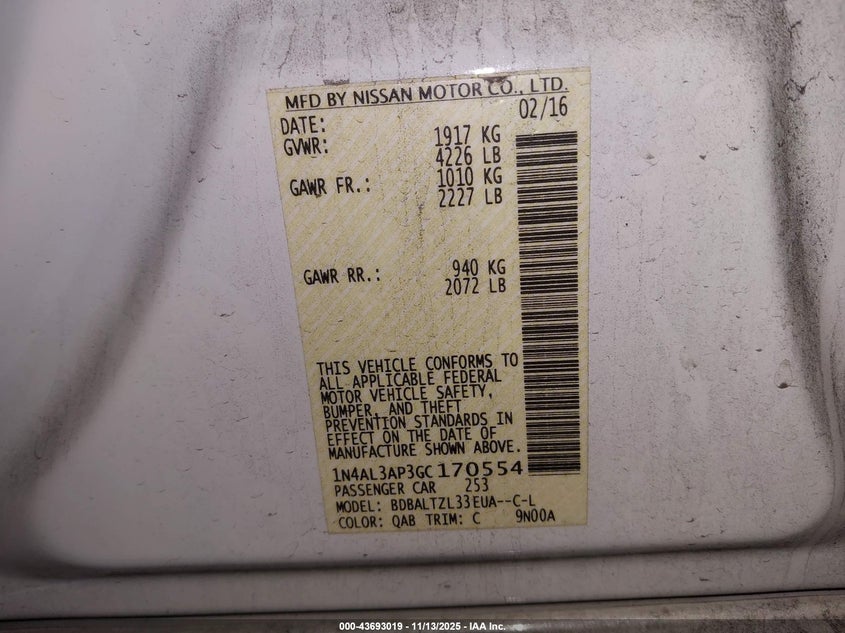 MFD BY NISSAN MOTOR CO., LTD.
DATE: 02/16
GVWR: 1917 KG
4226 LB
GAWR FR.: 1010 KG
2227 LB
GAWR RR.: 940 KG
2072 LB
THIS VEHICLE CONFORMS TO
ALL APPLICABLE FEDERAL
MOTOR VEHICLE SAFETY,
BUMPER, AND THEFT
PREVENTION STANDARDS IN
EFFECT ON THE DATE OF
MANUFACTURE SHOWN ABOVE.
1N4AL3AP3GC170554
PASSENGER CAR 253
MODEL: BDBALTZL33EUA--C-L
COLOR: QAB TRIM: C 9N00A
000-43693019 - 11/13/2025 - IAA Inc.